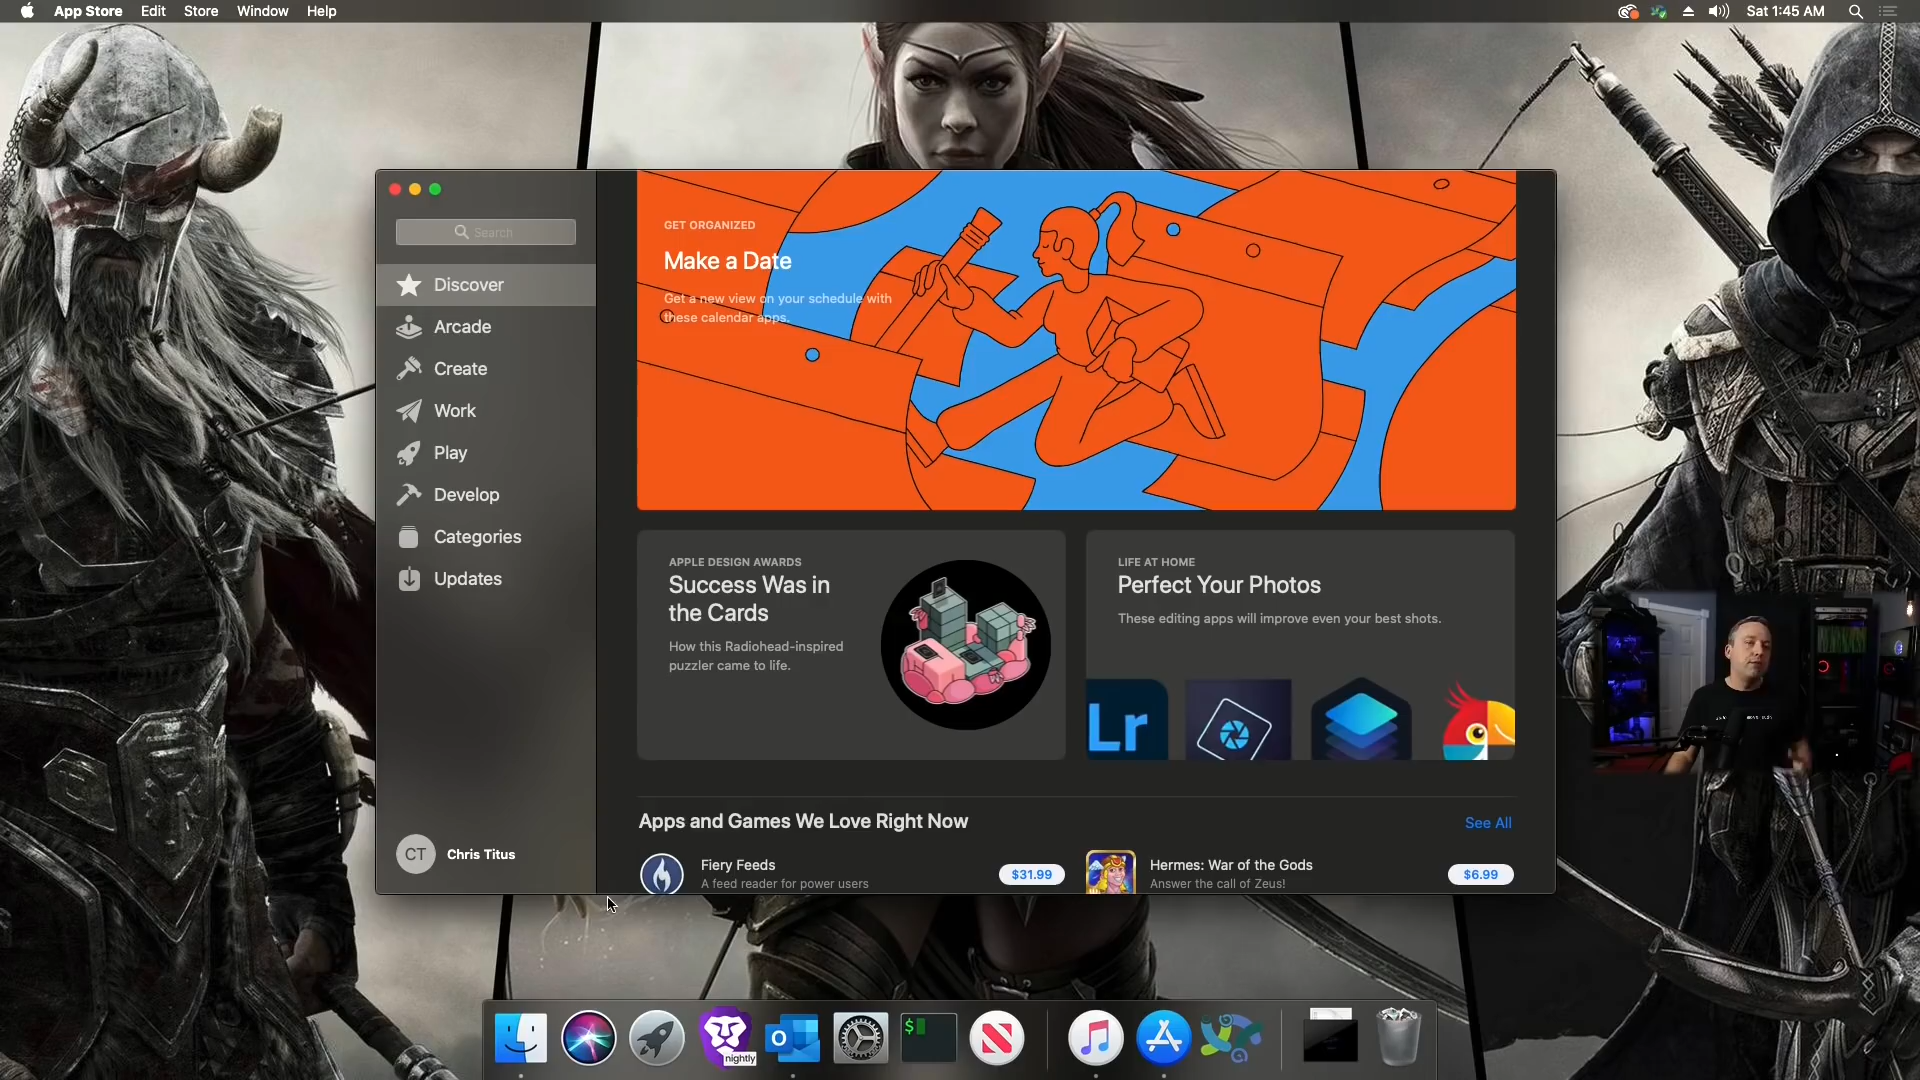 App Store Edit Store Window Help
Sat 1:45 AM
GET ORGANIZED
Make a Date
Get a new view on your schedule with
these calendar apps.
Search
Discover
Arcade
Create
Work
Play
Develop
Categories
Updates
CT Chris Titus
APPLE DESIGN AWARDS
Success Was in
the Cards
How this Radiohead-inspired
puzzler came to life.
LIFE AT HOME
Perfect Your Photos
These editing apps will improve even your best shots.
Lr
Apps and Games We Love Right Now
See All
Fiery Feeds
A feed reader for power users
$31.99
Hermes: War of the Gods
Answer the call of Zeus!
$6.99
nightly
O
$